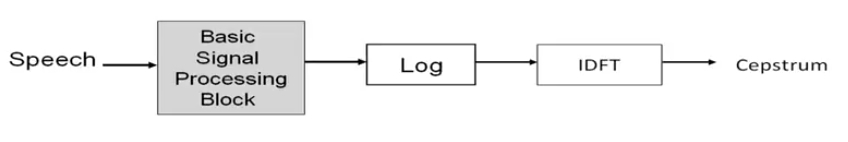 Speech
Basic
Signal
Processing
Block
Log
IDFT
Cepstrum